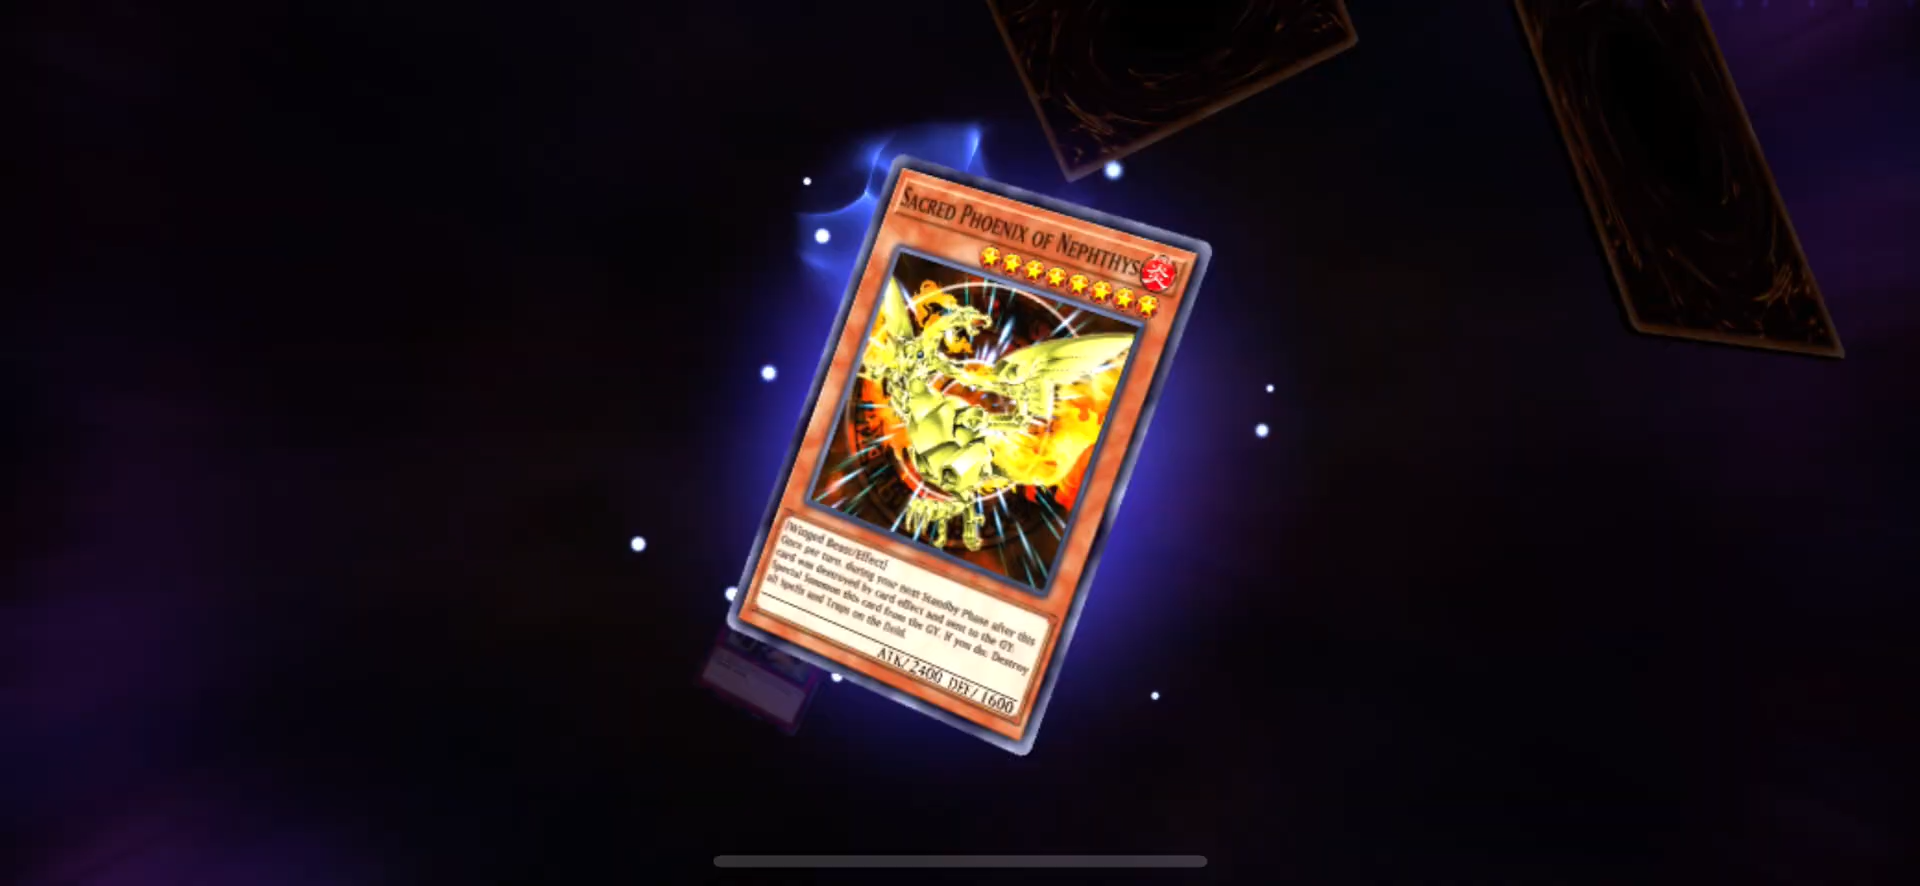 SACRED PHOENIX OF NEPHTHYS
炎
[Winged Beast/Effect]
Once per turn, during your next Standby Phase after this
card was destroyed by card effect and sent to the GY:
Special Summon this card from the GY. If you do: Destroy
all Spells and Traps on the field.
ATK/2400 DEF/1600